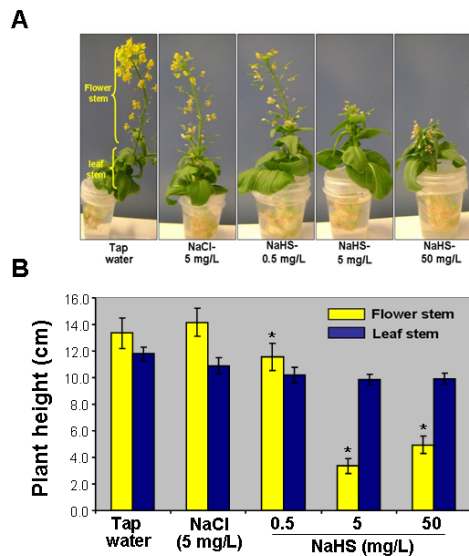 A
Flower
stem
leaf
stem
Tap
water
NaCl-
5 mg/L
NaHS-
0.5 mg/L
NaHS-
5 mg/L
NaHS-
50 mg/L
B
Plant height (cm)
16.0
14.0
12.0
10.0
8.0
6.0
4.0
2.0
0.0
Flower stem
Leaf stem
*
*
*
Tap
water
NaCl
(5 mg/L)
0.5
5
50
NaHS (mg/L)